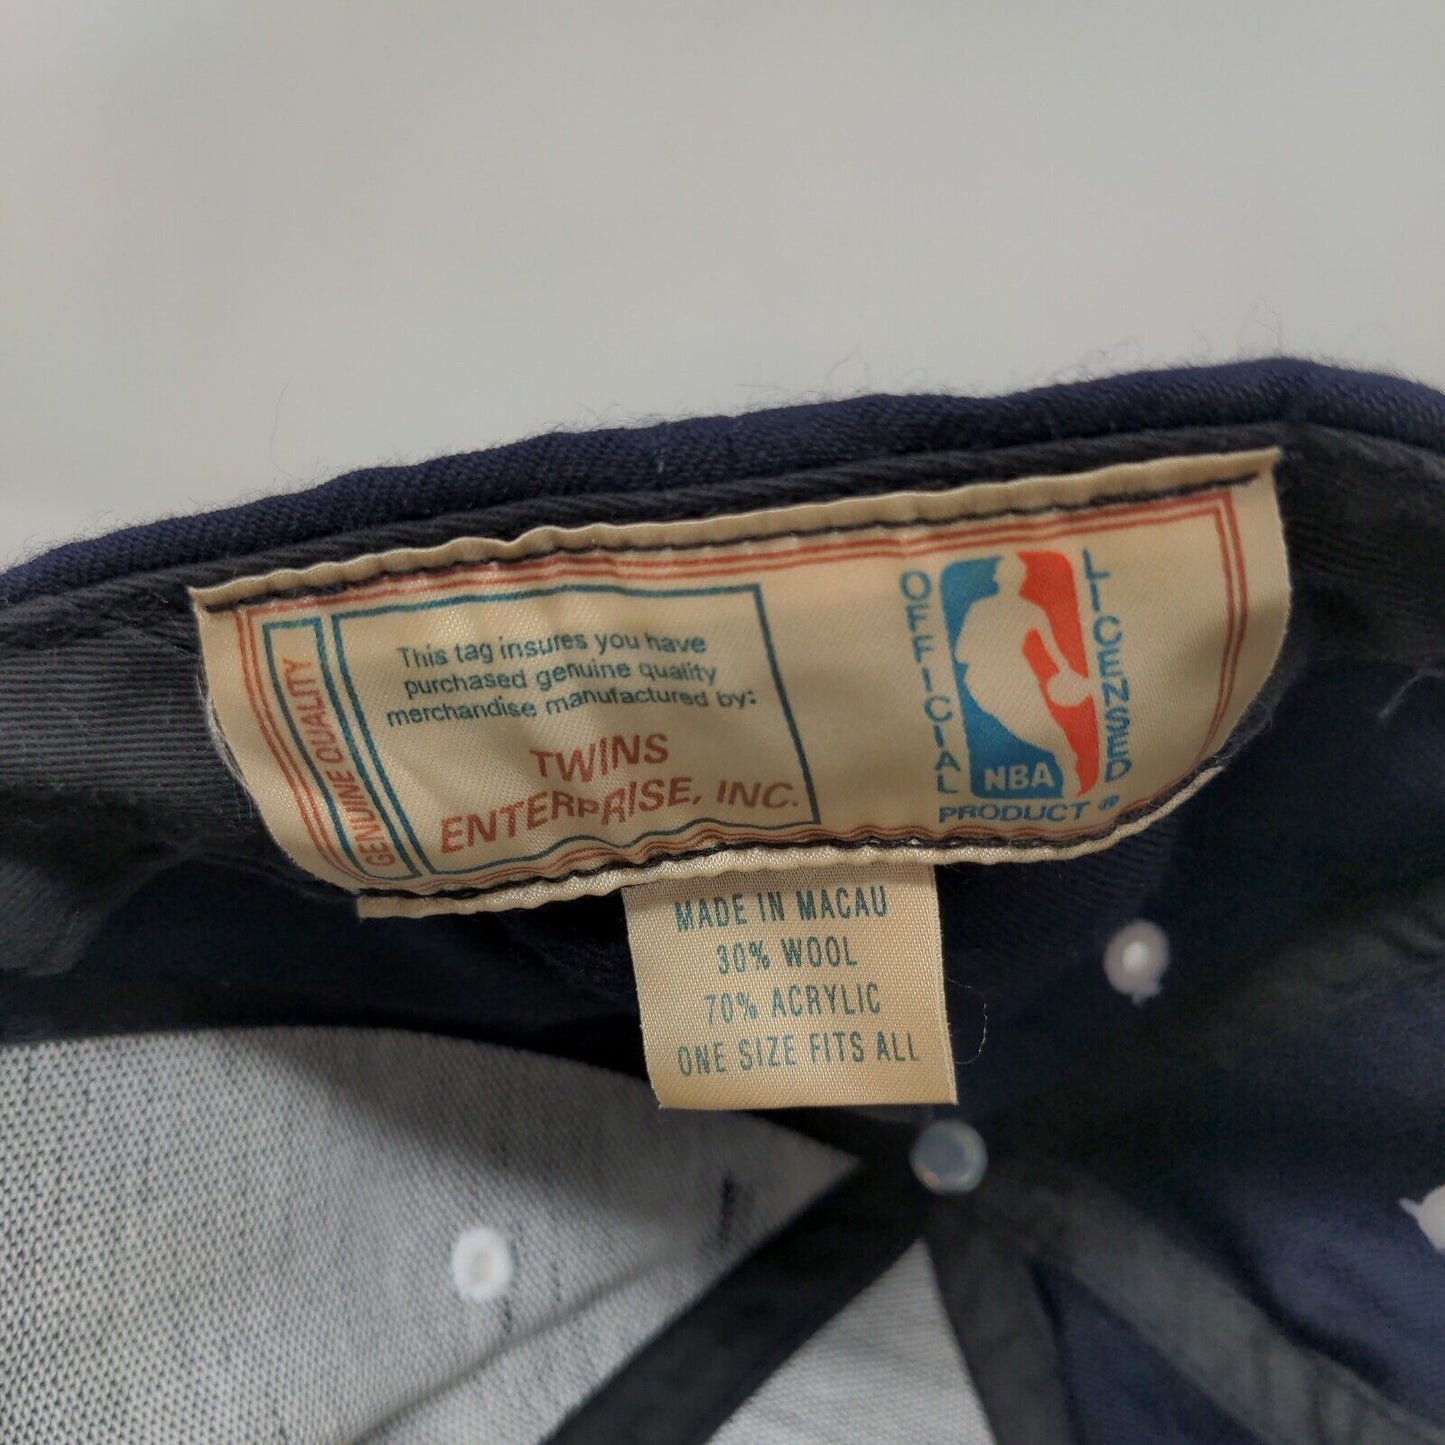 GENUINE QUALITY
This tag insures you have
purchased genuine quality
merchandise manufactured by:
TWINS
ENTERPRISE, INC.
OFFICIAL
LICENSED
NBA
PRODUCT ®
MADE IN MACAU
30% WOOL
70% ACRYLIC
ONE SIZE FITS ALL